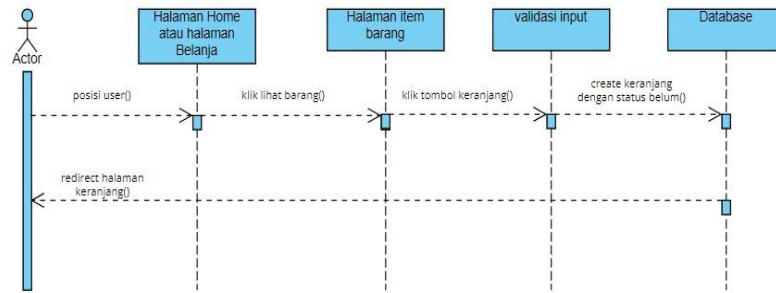 Halaman Home
atau halaman
Belanja
Halaman item
barang
validasi input
Database
Actor
posisi user()
klik lihat barang()
klik tombol keranjang()
create keranjang
dengan status belum()
redirect halaman
keranjang()